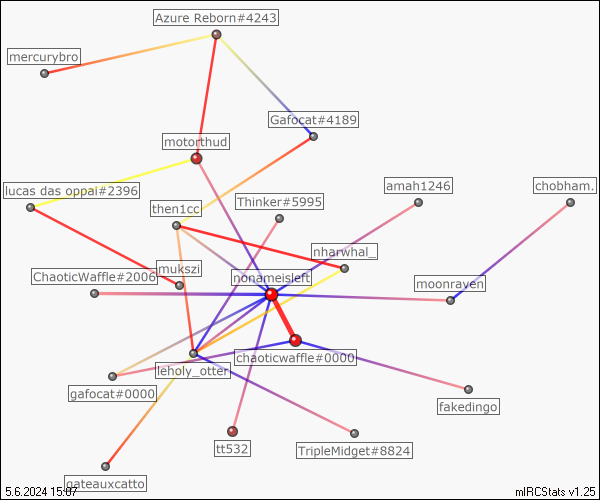 Azure Reborn#4243
mercurybro
Gafocat#4189
motorthud
lucas das oppai#2396
amah1246
chobham.
Thinker#5995
then1cc
nharwhal_
mukszi
ChaoticWaffle#2006
nonameisleft
moonraven
chaoticwaffle#0000
leholy_otter
gafocat#0000
fakedingo
tt532
TripleMidget#8824
gateauxcatto
5.6.2024 15:07
mIRCStats v1.25